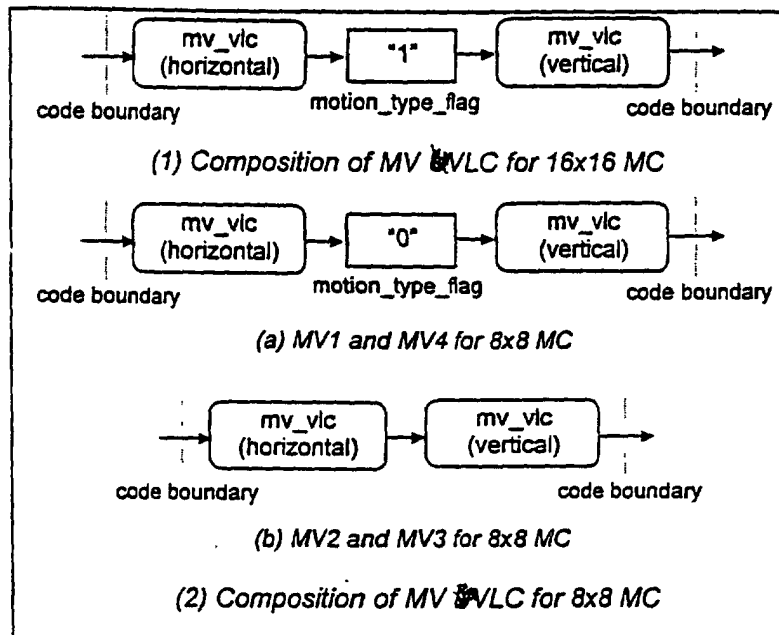 mv_vlc "1" mv_vlc
(horizontal) (vertical)
code boundary motion_type_flag code boundary
(1) Composition of MV VLC for 16x16 MC
mv_vlc "0" mv_vlc
(horizontal) (vertical)
code boundary motion_type_flag code boundary
(a) MV1 and MV4 for 8x8 MC
mv_vlc mv_vlc
(horizontal) (vertical)
code boundary code boundary
(b) MV2 and MV3 for 8x8 MC
(2) Composition of MV VLC for 8x8 MC